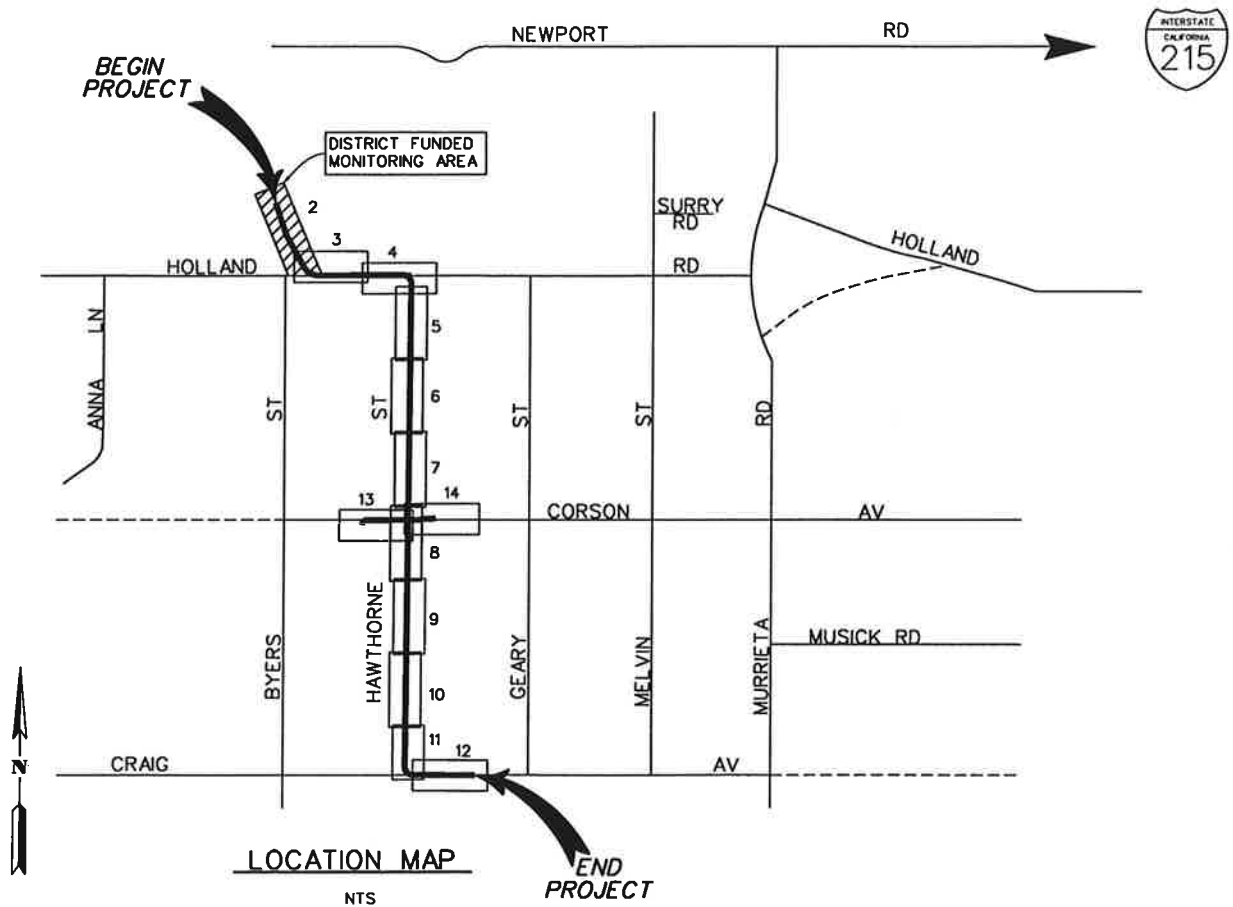 NEWPORT RD
INTERSTATE
CALIFORNIA
215
BEGIN
PROJECT
DISTRICT FUNDED
MONITORING AREA
2
SURRY
RD
3
4
HOLLAND
HOLLAND RD
ANNA LN
5
6
ST
ST
ST
ST
RD
7
13
14
CORSON AV
8
9
BYERS
HAWTHORNE
GEARY
MELVIN
MURRIETA
MUSICK RD
10
11
12
CRAIG AV
N
LOCATION MAP
NTS
END
PROJECT